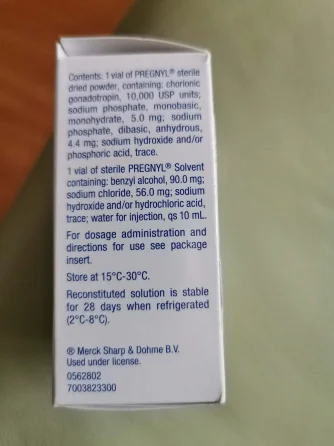 Contents: 1 vial of PREGNYL® sterile
dried powder, containing: chorionic
gonadotropin, 10,000 USP units;
sodium phosphate, monobasic,
monohydrate, 5.0 mg; sodium
phosphate, dibasic, anhydrous,
4.4 mg; sodium hydroxide and/or
phosphoric acid, trace.
1 vial of sterile PREGNYL® Solvent
containing: benzyl alcohol, 90.0 mg;
sodium chloride, 56.0 mg; sodium
hydroxide and/or hydrochloric acid,
trace; water for injection, qs 10 mL.
For dosage administration and
directions for use see package
insert.
Store at 15°C-30°C.
Reconstituted solution is stable
for 28 days when refrigerated
(2°C-8°C).
® Merck Sharp & Dohme B.V.
Used under license.
0562802
7003823300